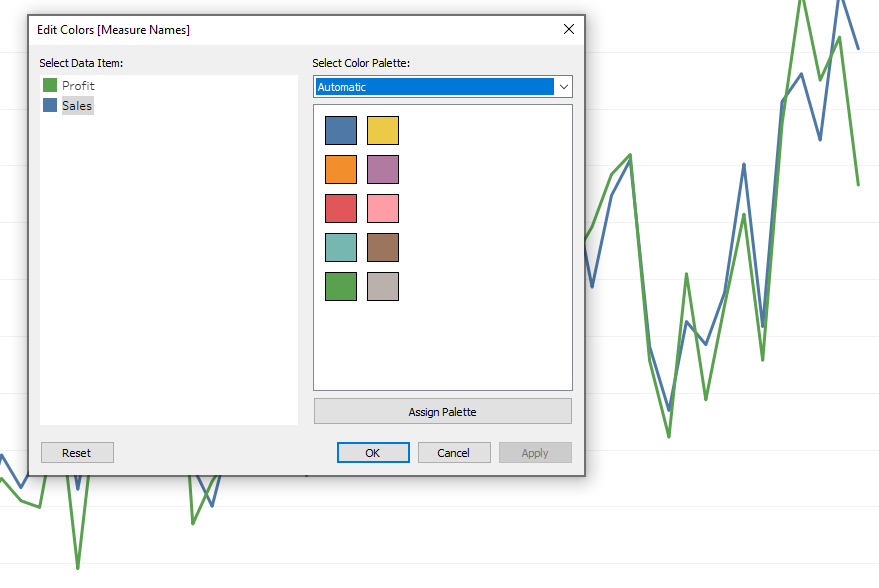 Edit Colors [Measure Names]
Select Data Item:
Profit
Sales
Select Color Palette:
Automatic
Assign Palette
Reset
OK
Cancel
Apply